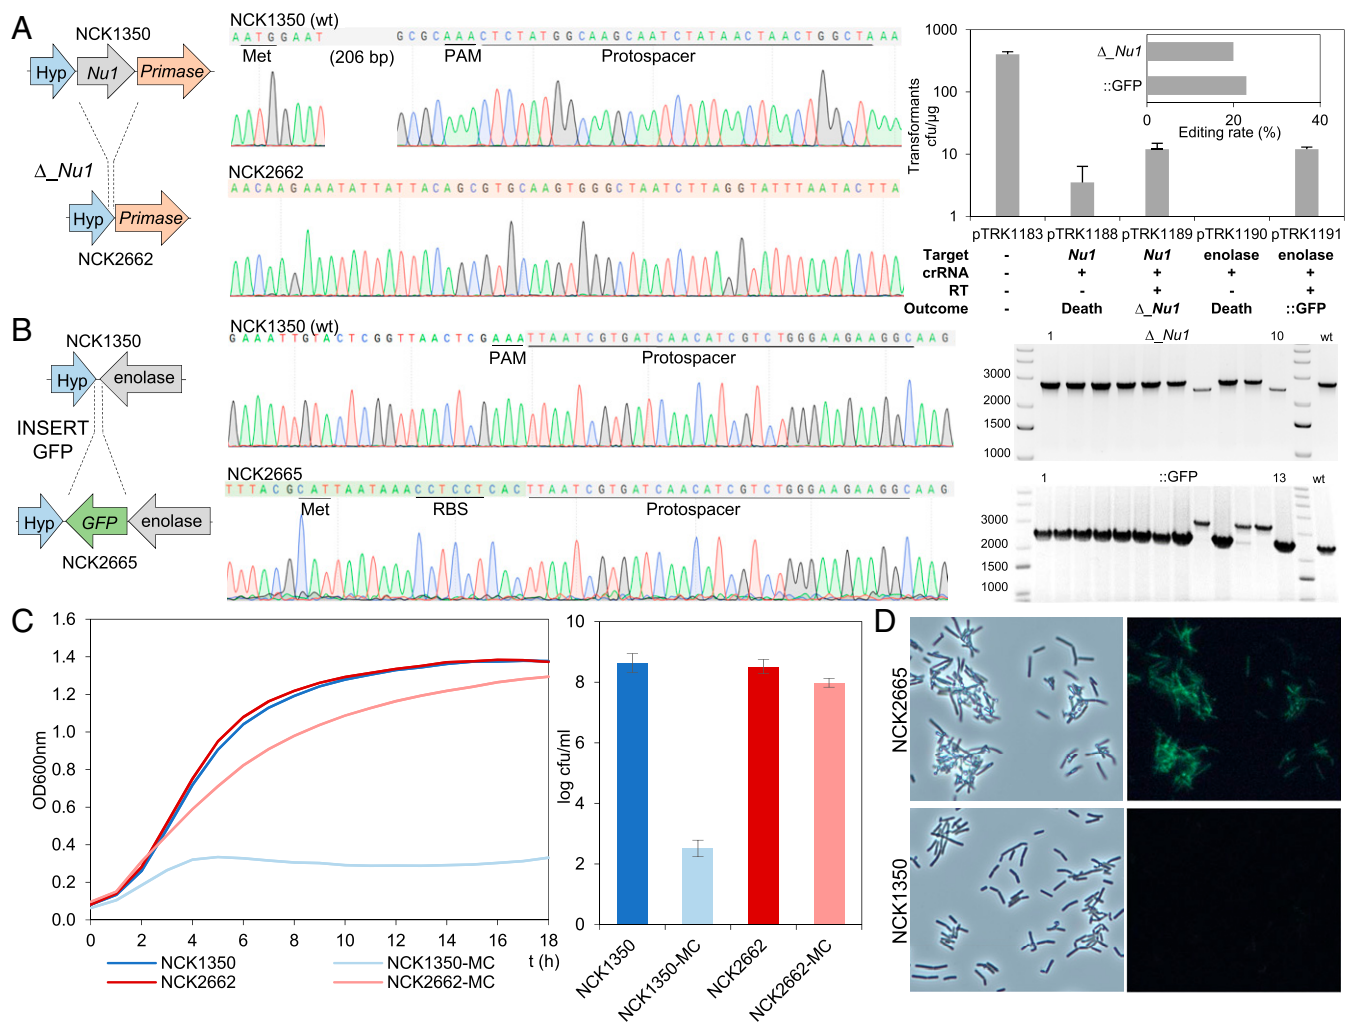 A
NCK1350
Hyp
Nu1
Primase
Δ_Nu1
Hyp
Primase
NCK2662
NCK1350 (wt)
AATGGAAT
GCGCAAACTCTATGGCAAGCAATCTATAACTAACTGGCTAAA
Met
(206 bp)
PAM
Protospacer
NCK2662
AACAAGAAATATTATTACAGCGTGCAAGTGGGCTAATCTTAGGTATTTAATACTTA
1000
100
10
1
Transformants
cfu/µg
Δ_Nu1
::GFP
0
20
40
Editing rate (%)
pTRK1183 pTRK1188 pTRK1189 pTRK1190 pTRK1191
Target - Nu1 Nu1 enolase enolase
crRNA - + + + +
RT - - + - +
Outcome - Death Δ_Nu1 Death ::GFP
B
NCK1350
Hyp
enolase
INSERT
GFP
Hyp
GFP
enolase
NCK2665
NCK1350 (wt)
GAAATTGTACTCGGTTAACTCGAAATTAATCGTGATCAACATCGTCTGGGAAGAAGGCAAG
PAM
Protospacer
NCK2665
TTTACGCATTAATAAACCTCCTCACTTAATCGTGATCAACATCGTCTGGGAAGAAGGCAAG
Met
RBS
Protospacer
1
Δ_Nu1
10
wt
3000
2000
1500
1000
1
::GFP
13
wt
3000
2000
1500
1000
C
1.6
1.4
1.2
1.0
0.8
0.6
0.4
0.2
0.0
OD600nm
0 2 4 6 8 10 12 14 16 18
t (h)
NCK1350
NCK1350-MC
NCK2662
NCK2662-MC
10
8
6
4
2
0
log cfu/ml
NCK1350
NCK1350-MC
NCK2662
NCK2662-MC
D
NCK2665
NCK1350